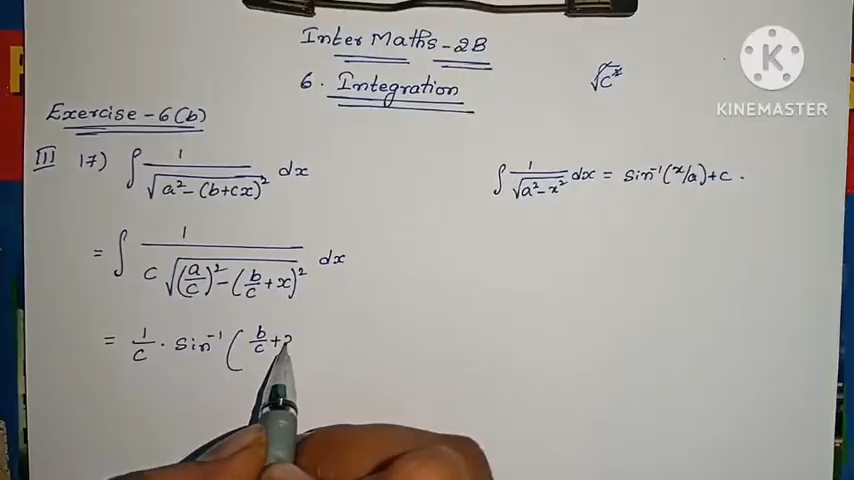 Inter Maths - 2B
6. Integration
√c²
KINEMASTER
Exercise - 6(b)
III 17) ∫ 1/√(a² - (b+cx)²) dx
∫ 1/√(a² - x²) dx = sin⁻¹(x/a) + c.
= ∫ 1/(c √((a/c)² - (b/c + x)²)) dx
= 1/c · sin⁻¹( b/c +